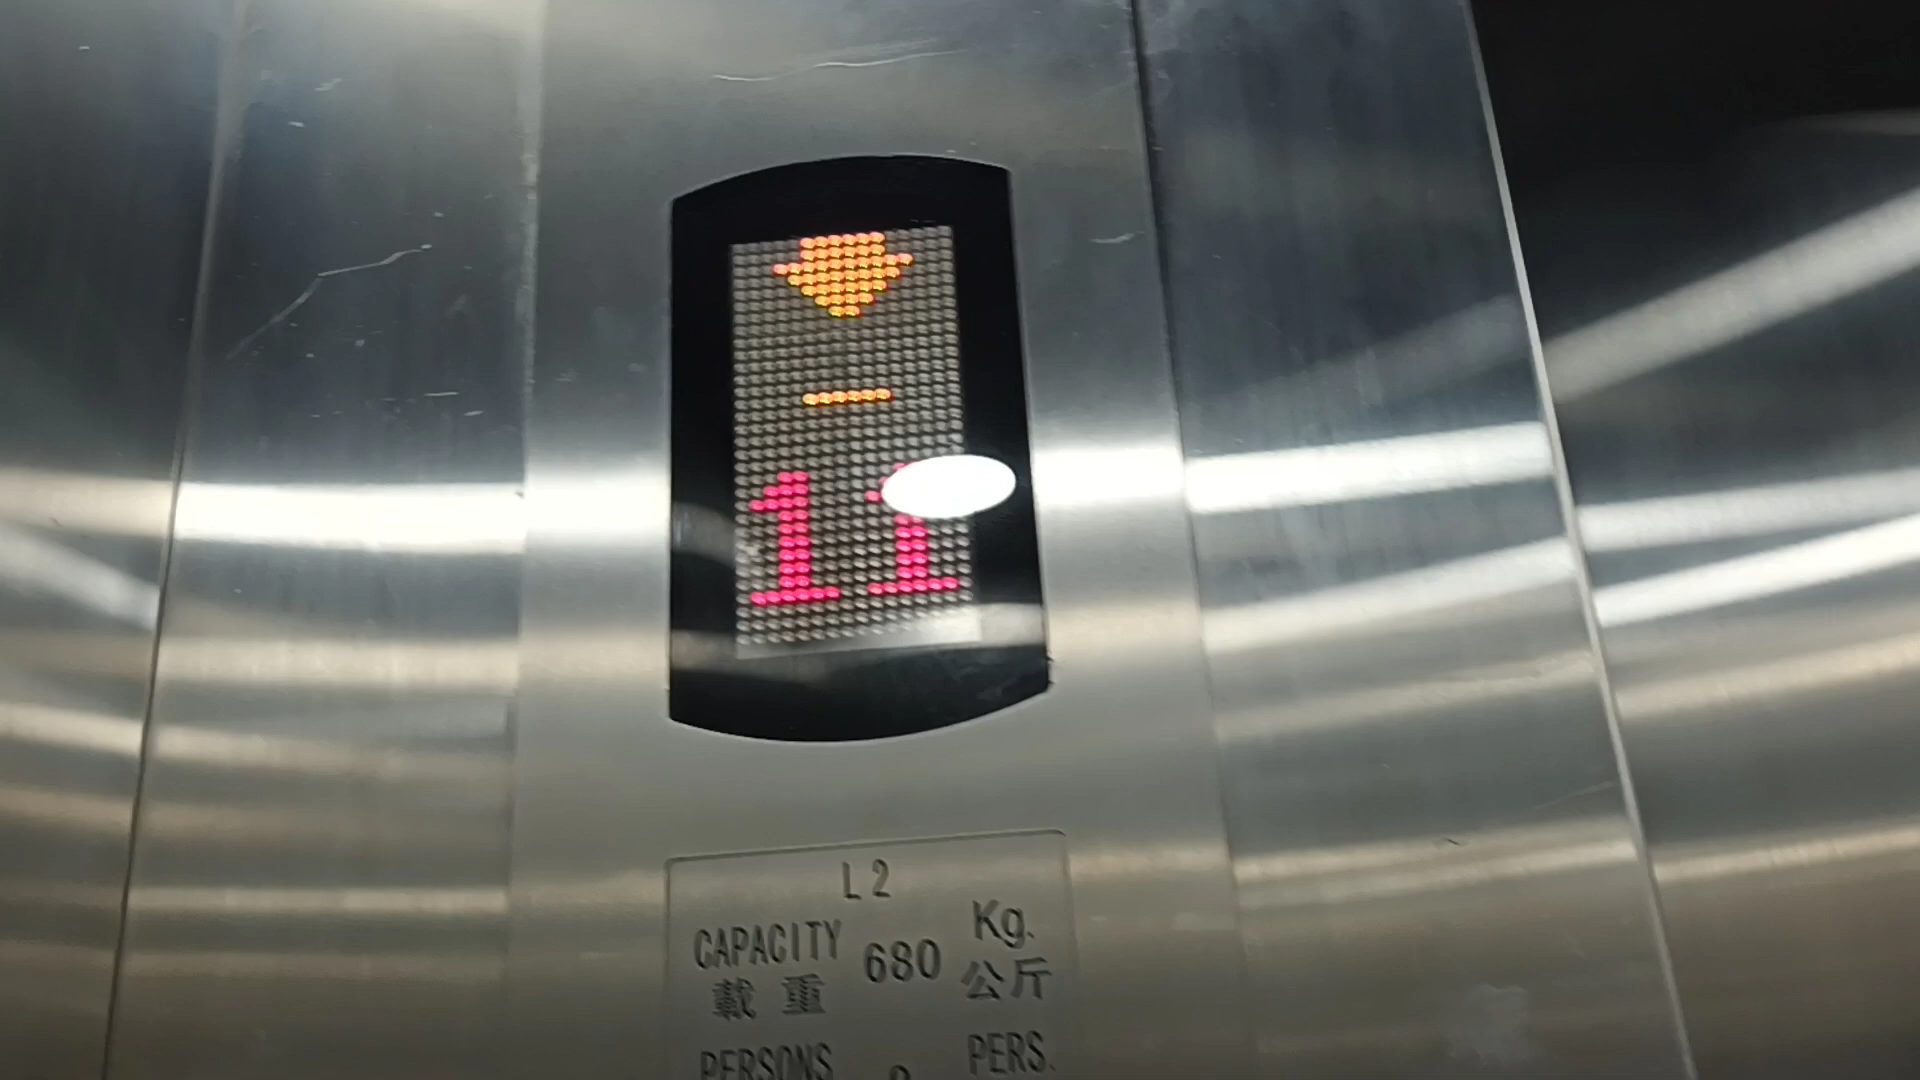 11
L2
CAPACITY 680 Kg.
載重 公斤
PERSONS PERS.